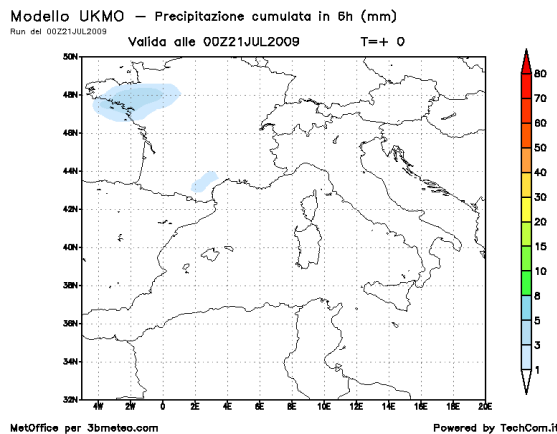 Modello UKMO – Precipitazione cumulata in 6h (mm)
Run del 00Z21JUL2009
Valida alle 00Z21JUL2009 T=+ 0
50N
48N
46N
44N
42N
40N
38N
36N
34N
32N
4W 2W 0 2E 4E 6E 8E 10E 12E 14E 16E 18E 20E
80
70
60
50
40
30
20
15
10
8
5
3
1
MetOffice per 3bmeteo.com Powered by TechCom.it